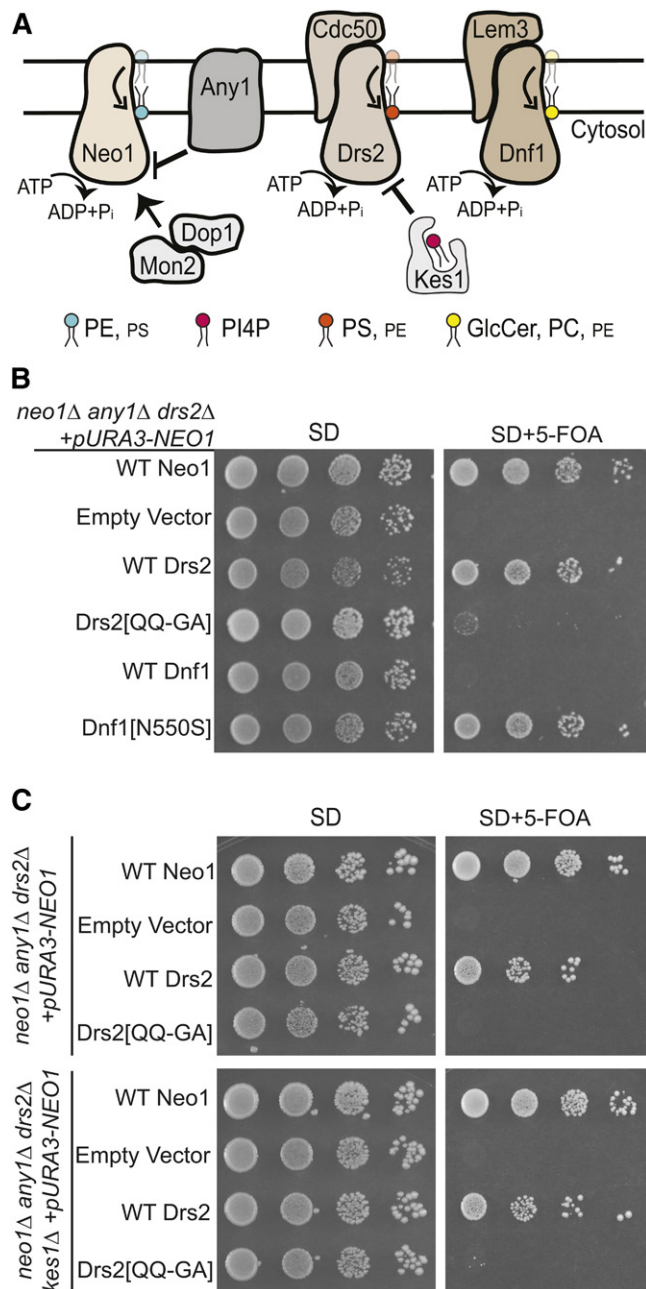 A
Cdc50
Lem3
Any1
Neo1
Drs2
Dnf1
Cytosol
ATP
ADP+Pi
ATP
ADP+Pi
ATP
ADP+Pi
Dop1
Mon2
Kes1
PE, PS
PI4P
PS, PE
GlcCer, PC, PE
B
neo1Δ any1Δ drs2Δ
+pURA3-NEO1
SD
SD+5-FOA
WT Neo1
Empty Vector
WT Drs2
Drs2[QQ-GA]
WT Dnf1
Dnf1[N550S]
C
SD
SD+5-FOA
neo1Δ any1Δ drs2Δ
+pURA3-NEO1
WT Neo1
Empty Vector
WT Drs2
Drs2[QQ-GA]
neo1Δ any1Δ drs2Δ
kes1Δ +pURA3-NEO1
WT Neo1
Empty Vector
WT Drs2
Drs2[QQ-GA]